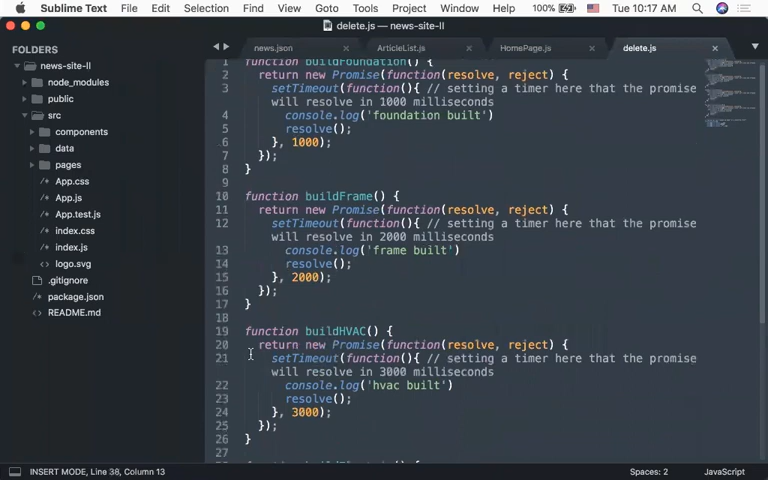 Sublime Text File Edit Selection Find View Goto Tools Project Window Help 100% Tue 10:17 AM
delete.js — news-site-II
FOLDERS
news-site-II
node_modules
public
src
components
data
pages
App.css
App.js
App.test.js
index.css
index.js
logo.svg
.gitignore
package.json
README.md
news.json × ArticleList.js × HomePage.js × delete.js ×
1 function buildFoundation() {
2 return new Promise(function(resolve, reject) {
3 setTimeout(function(){ // setting a timer here that the promise
will resolve in 1000 milliseconds
4 console.log('foundation built')
5 resolve();
6 }, 1000);
7 });
8 }
9
10 function buildFrame() {
11 return new Promise(function(resolve, reject) {
12 setTimeout(function(){ // setting a timer here that the promise
will resolve in 2000 milliseconds
13 console.log('frame built')
14 resolve();
15 }, 2000);
16 });
17 }
18
19 function buildHVAC() {
20 return new Promise(function(resolve, reject) {
21 setTimeout(function(){ // setting a timer here that the promise
will resolve in 3000 milliseconds
22 console.log('hvac built')
23 resolve();
24 }, 3000);
25 });
26 }
27
INSERT MODE, Line 38, Column 13 Spaces: 2 JavaScript